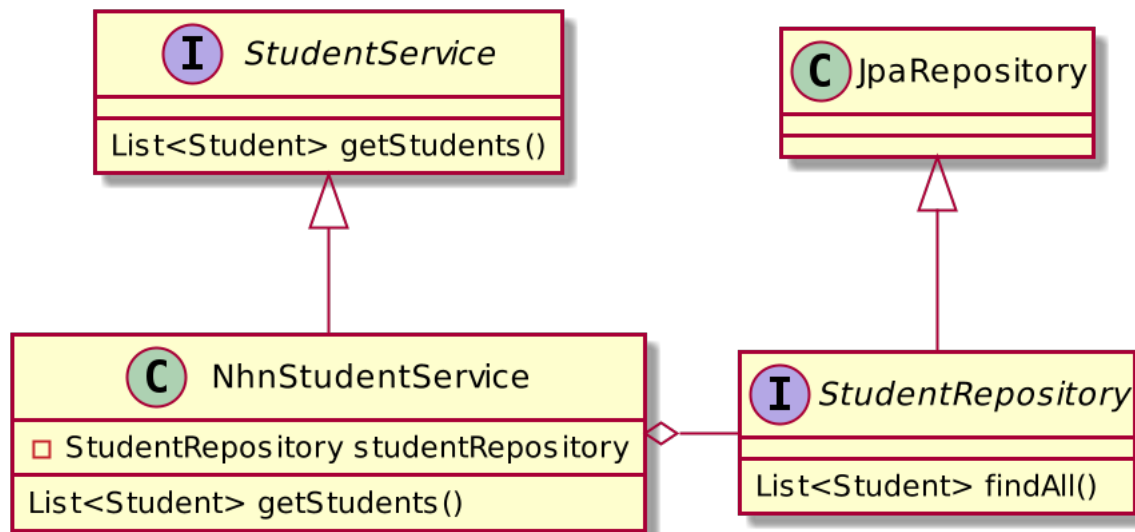 I StudentService
List<Student> getStudents()
C JpaRepository
C NhnStudentService
StudentRepository studentRepository
List<Student> getStudents()
I StudentRepository
List<Student> findAll()